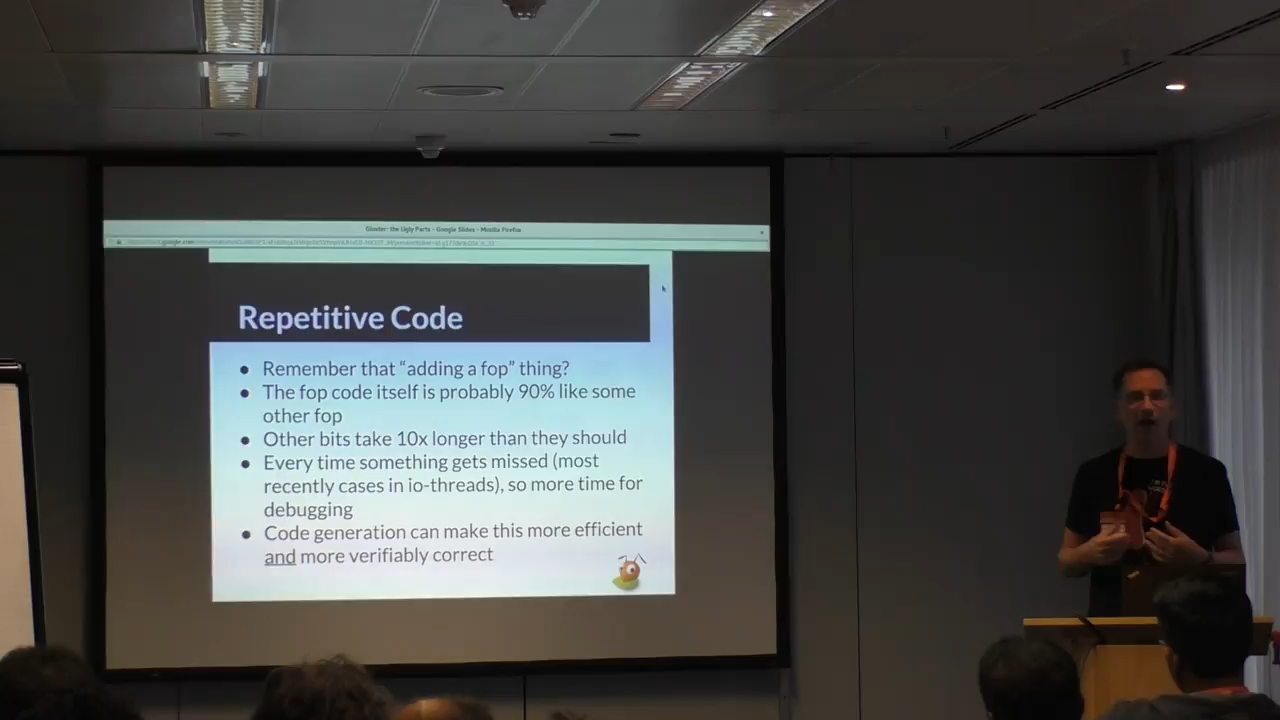 Gluster: the Ugly Parts - Google Slides - Mozilla Firefox
Repetitive Code
● Remember that “adding a fop” thing?
● The fop code itself is probably 90% like some
other fop
● Other bits take 10x longer than they should
● Every time something gets missed (most
recently cases in io-threads), so more time for
debugging
● Code generation can make this more efficient
and more verifiably correct